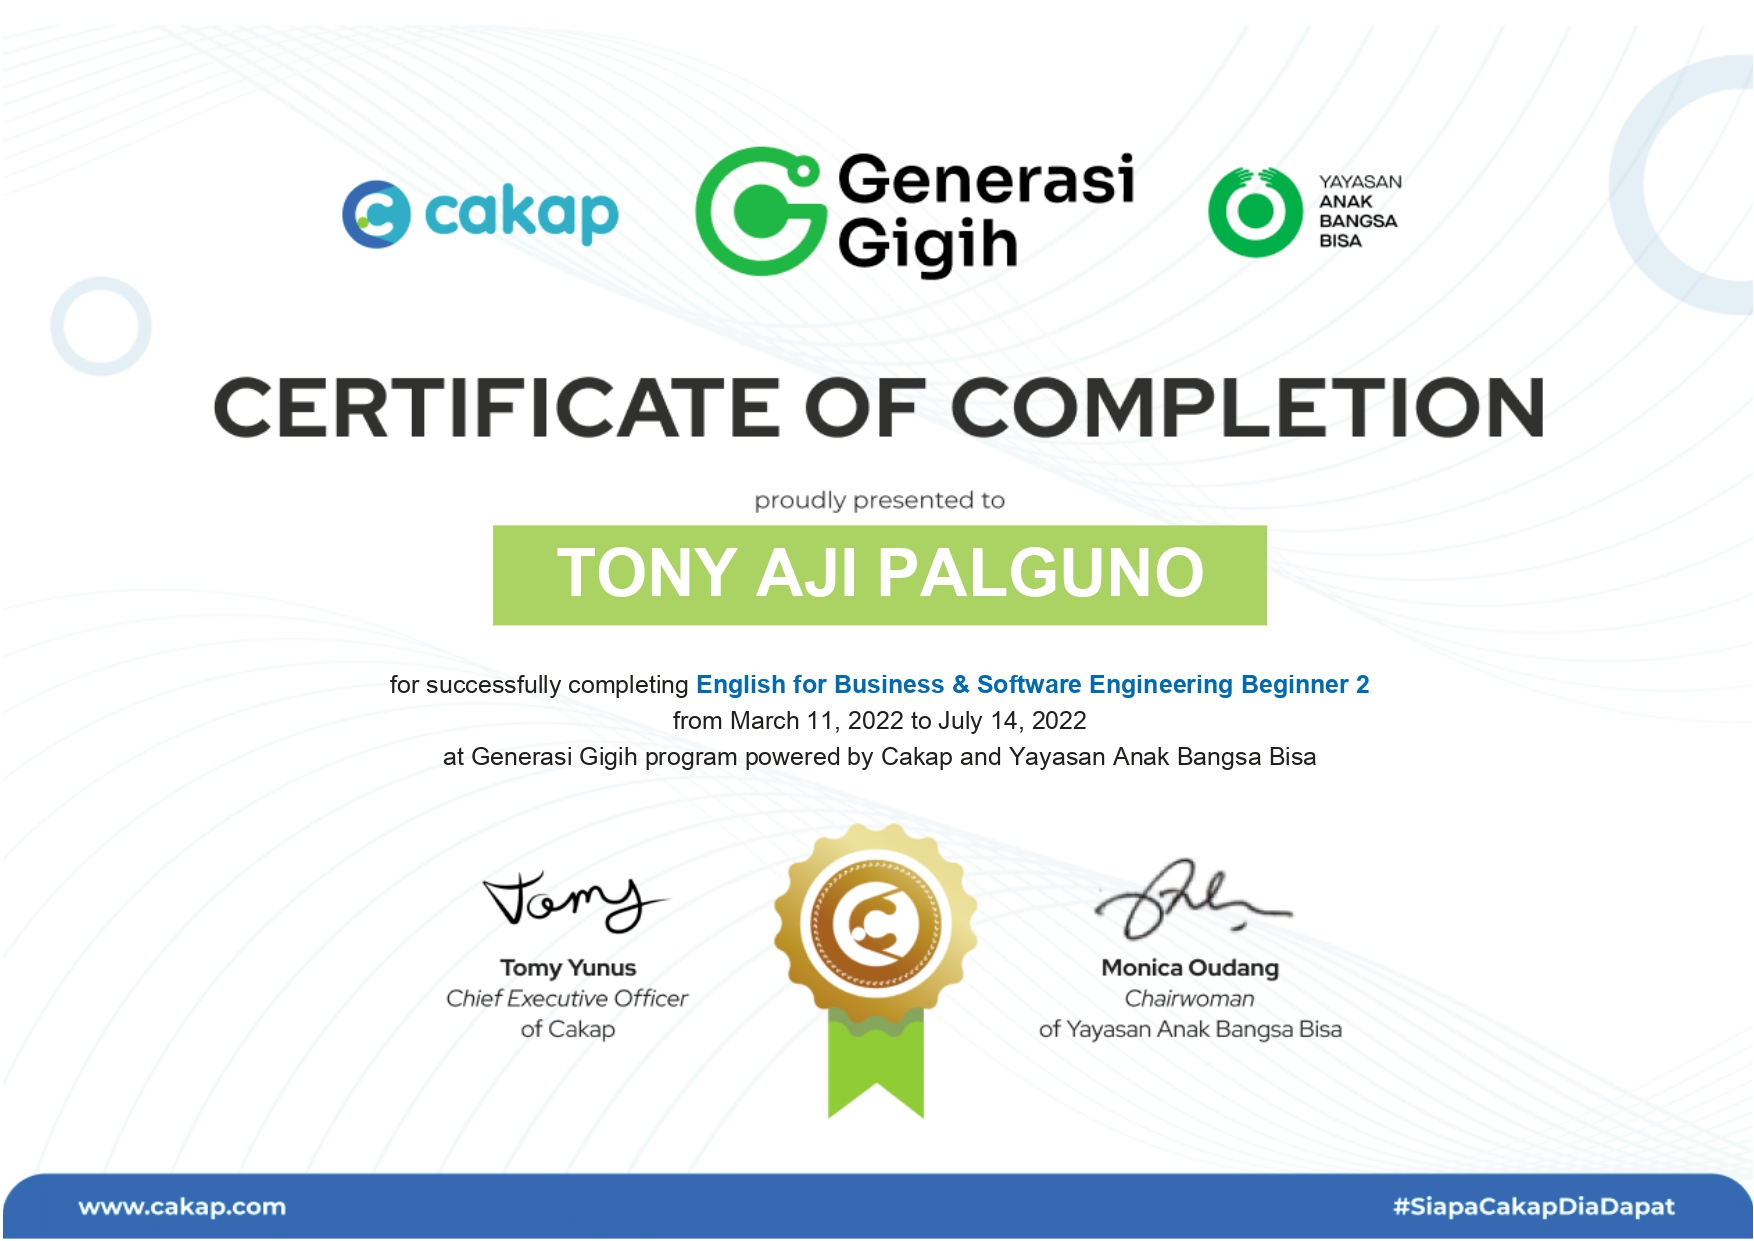 cakap
Generasi
Gigih
YAYASAN
ANAK
BANGSA
BISA
CERTIFICATE OF COMPLETION
proudly presented to
TONY AJI PALGUNO
for successfully completing English for Business & Software Engineering Beginner 2
from March 11, 2022 to July 14, 2022
at Generasi Gigih program powered by Cakap and Yayasan Anak Bangsa Bisa
Tomy
Tomy Yunus
Chief Executive Officer
of Cakap
Monica Oudang
Chairwoman
of Yayasan Anak Bangsa Bisa
www.cakap.com
#SiapaCakapDiaDapat